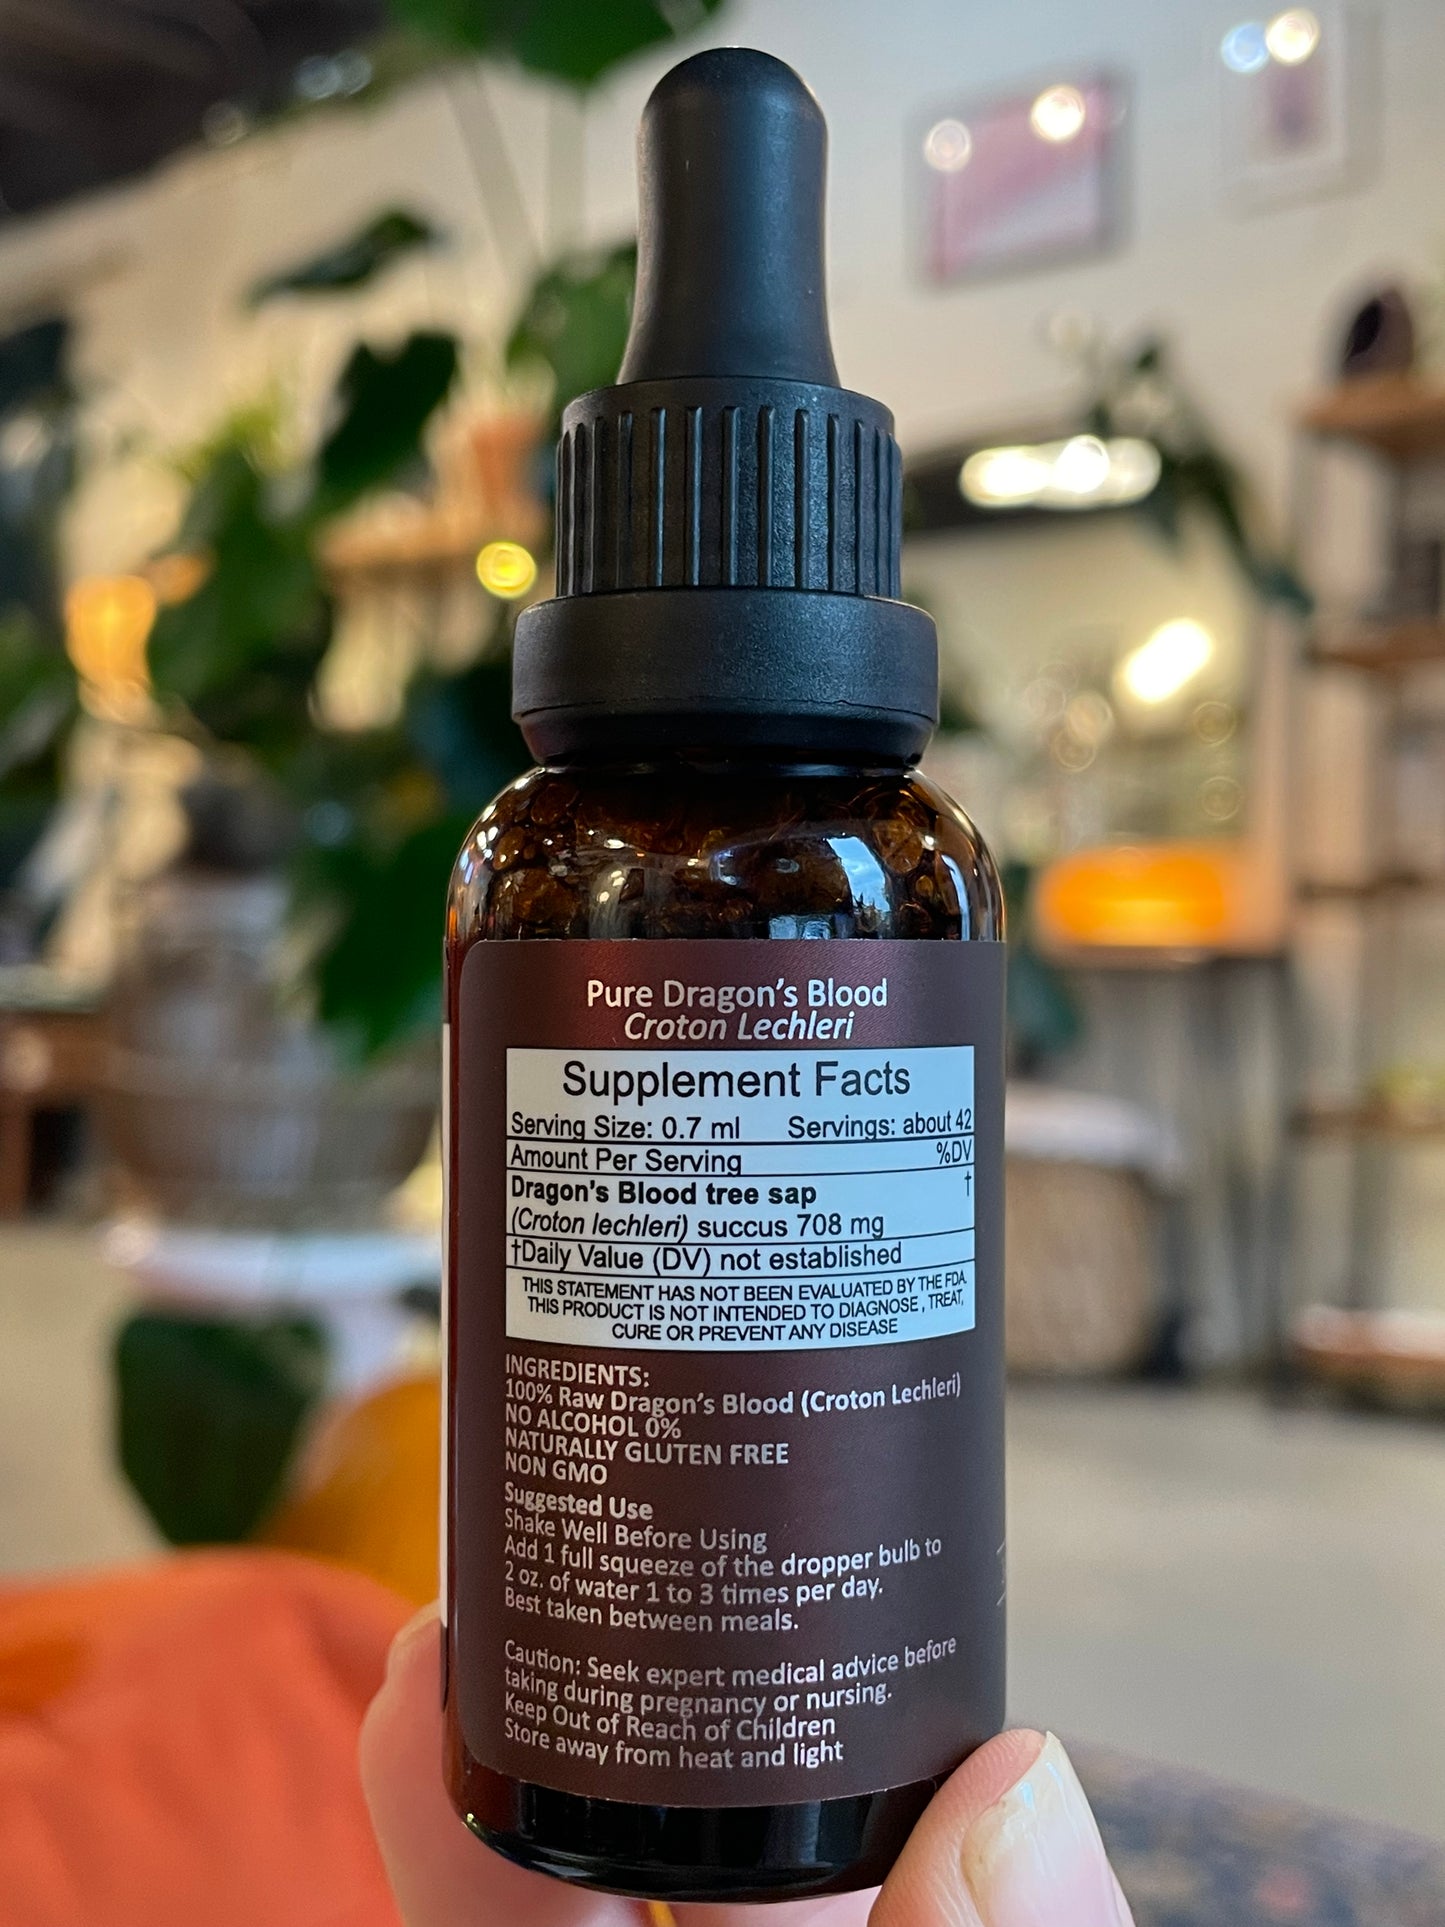 Pure Dragon's Blood
Croton Lechleri
Supplement Facts
Serving Size: 0.7 ml Servings: about 42
Amount Per Serving %DV
Dragon's Blood tree sap †
(Croton lechleri) succus 708 mg
†Daily Value (DV) not established
THIS STATEMENT HAS NOT BEEN EVALUATED BY THE FDA.
THIS PRODUCT IS NOT INTENDED TO DIAGNOSE , TREAT,
CURE OR PREVENT ANY DISEASE
INGREDIENTS:
100% Raw Dragon's Blood (Croton Lechleri)
NO ALCOHOL 0%
NATURALLY GLUTEN FREE
NON GMO
Suggested Use
Shake Well Before Using
Add 1 full squeeze of the dropper bulb to
2 oz. of water 1 to 3 times per day.
Best taken between meals.
Caution: Seek expert medical advice before
taking during pregnancy or nursing.
Keep Out of Reach of Children
Store away from heat and light